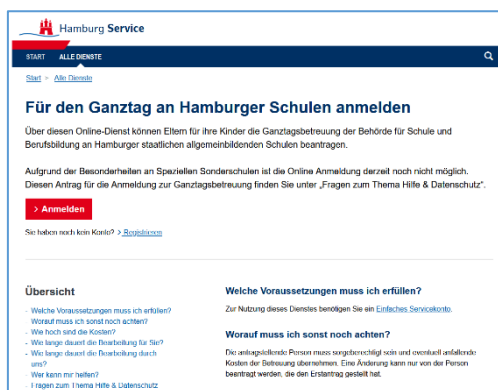 Hamburg Service
START ALLE DIENSTE
Start > Alle Dienste
Für den Ganztag an Hamburger Schulen anmelden
Über diesen Online-Dienst können Eltern für ihre Kinder die Ganztagsbetreuung der Behörde für Schule und
Berufsbildung an Hamburger staatlichen allgemeinbildenden Schulen beantragen.
Aufgrund der Besonderheiten an Speziellen Sonderschulen ist die Online Anmeldung derzeit noch nicht möglich.
Diesen Antrag für die Anmeldung zur Ganztagsbetreuung finden Sie unter „Fragen zum Thema Hilfe & Datenschutz“.
> Anmelden
Sie haben noch kein Konto? > Registrieren
Übersicht
- Welche Voraussetzungen muss ich erfüllen?
Worauf muss ich sonst noch achten?
- Wie hoch sind die Kosten?
- Wie lange dauert die Bearbeitung für Sie?
- Wie lange dauert die Bearbeitung durch
uns?
- Wer kann mir helfen?
- Fragen zum Thema Hilfe & Datenschutz
Welche Voraussetzungen muss ich erfüllen?
Zur Nutzung dieses Dienstes benötigen Sie ein Einfaches Servicekonto.
Worauf muss ich sonst noch achten?
Die antragstellende Person muss sorgeberechtigt sein und eventuell anfallende
Kosten der Betreuung übernehmen. Eine Änderung kann nur von der Person
beantragt werden, die den Erstantrag gestellt hat.